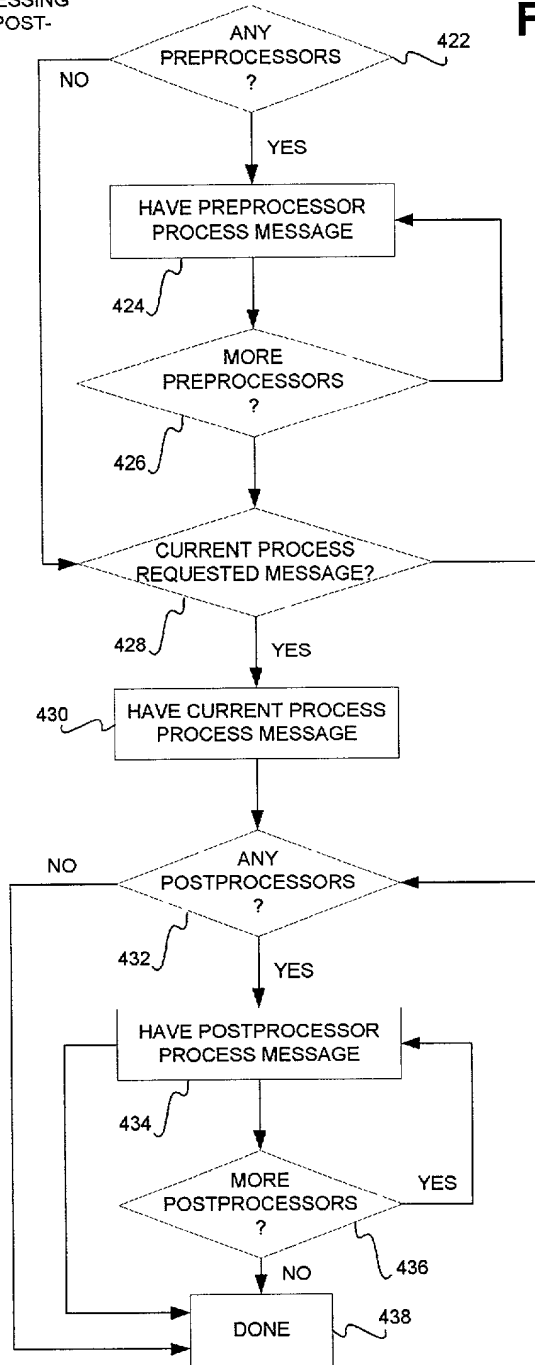 ESSING
POST-
F
ANY
PREPROCESSORS
?
422
NO
YES
HAVE PREPROCESSOR
PROCESS MESSAGE
424
MORE
PREPROCESSORS
?
426
CURRENT PROCESS
REQUESTED MESSAGE?
428
YES
430
HAVE CURRENT PROCESS
PROCESS MESSAGE
NO
ANY
POSTPROCESSORS
?
432
YES
HAVE POSTPROCESSOR
PROCESS MESSAGE
434
MORE
POSTPROCESSORS
?
YES
436
NO
DONE
438